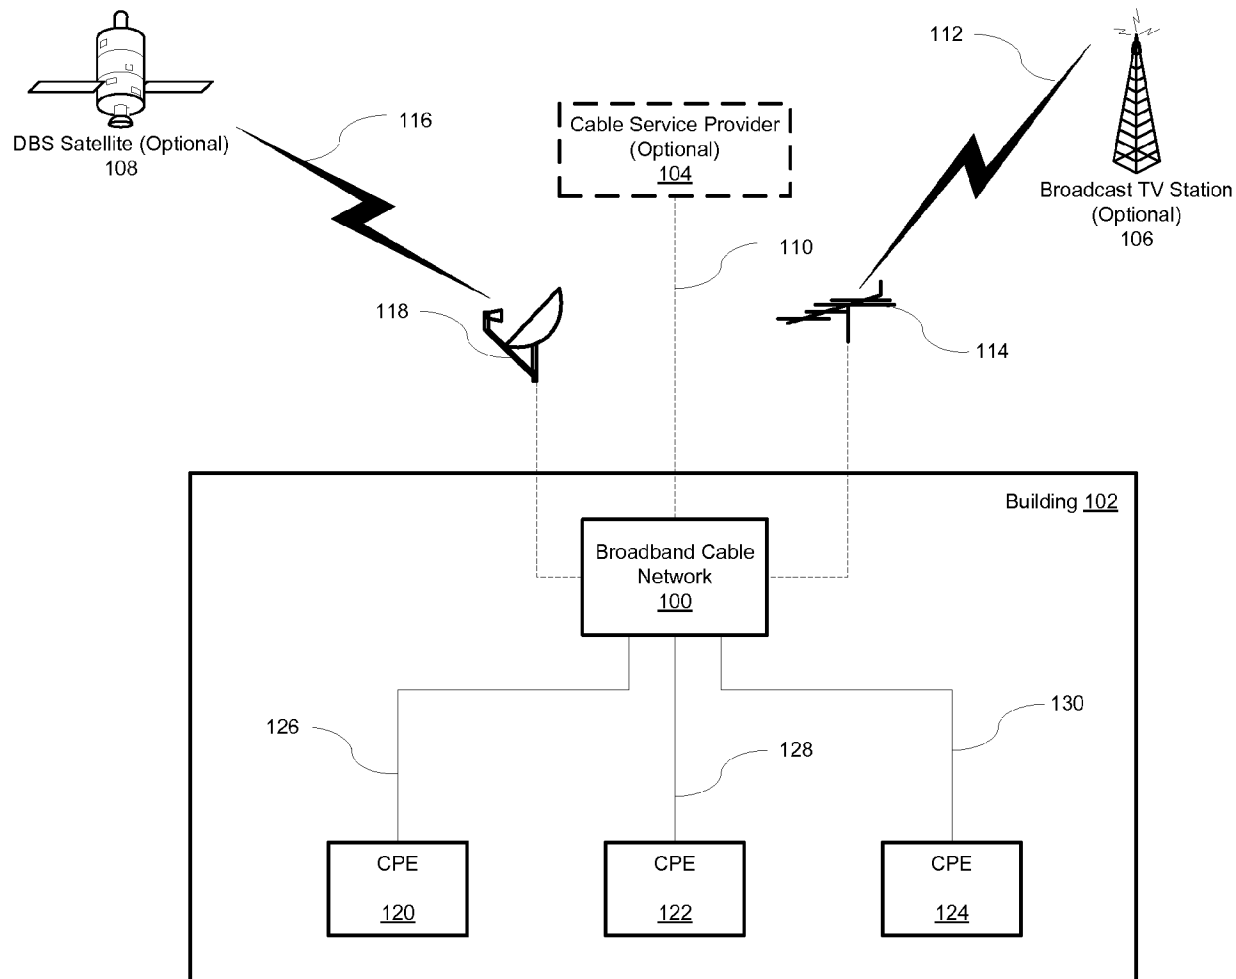 112
116
Cable Service Provider
(Optional)
104
DBS Satellite (Optional)
108
Broadcast TV Station
(Optional)
106
110
118
114
Building 102
Broadband Cable
Network
100
126
130
128
CPE
120
CPE
122
CPE
124